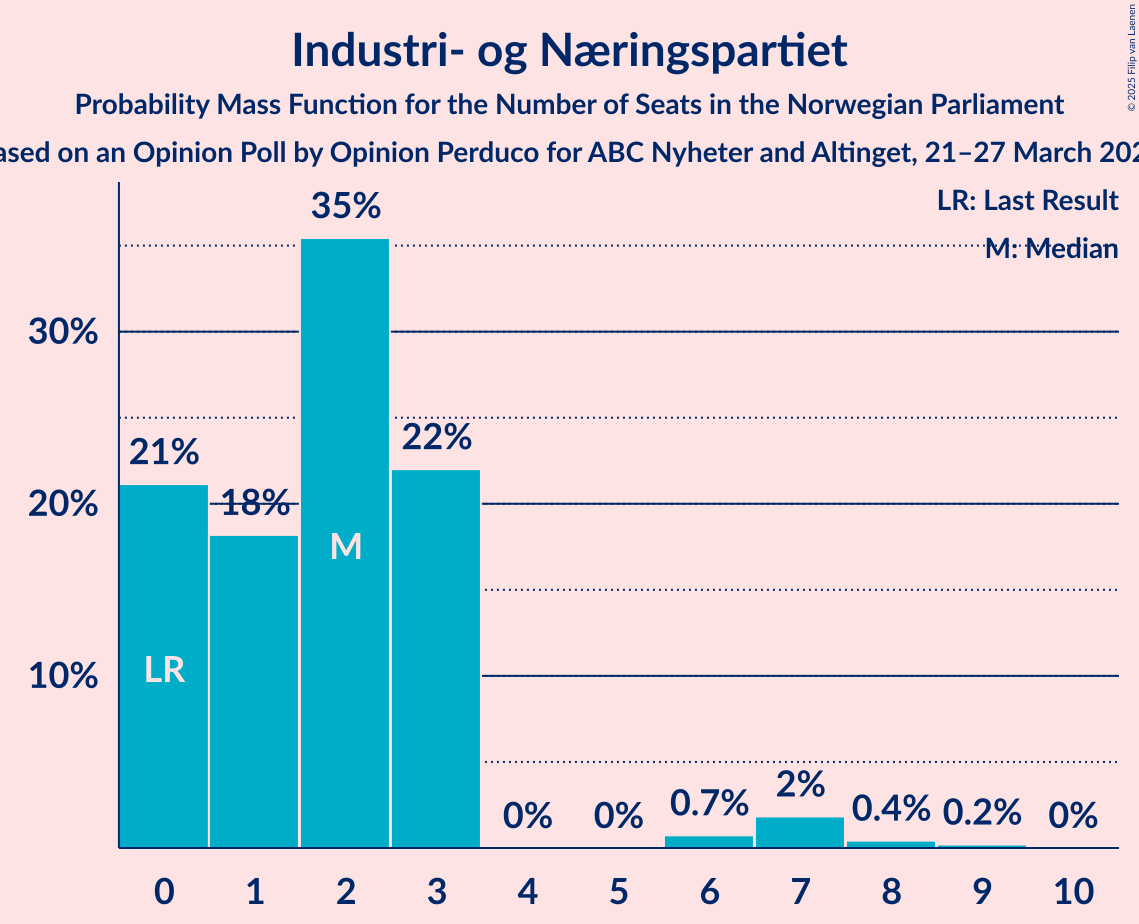 Industri- og Næringspartiet
Probability Mass Function for the Number of Seats in the Norwegian Parliament
ased on an Opinion Poll by Opinion Perduco for ABC Nyheter and Altinget, 21–27 March 202
© 2025 Filip van Laenen
LR: Last Result
M: Median
35%
30%
22%
21%
20%
18%
M
LR
10%
0%
0%
0.7%
2%
0.4%
0.2%
0%
0 1 2 3 4 5 6 7 8 9 10